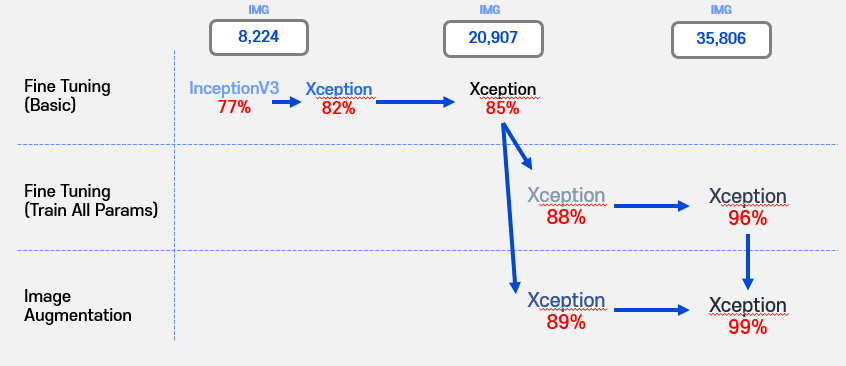 IMG
8,224
IMG
20,907
IMG
35,806
Fine Tuning
(Basic)
InceptionV3
77%
Xception
82%
Xception
85%
Fine Tuning
(Train All Params)
Xception
88%
Xception
96%
Image
Augmentation
Xception
89%
Xception
99%